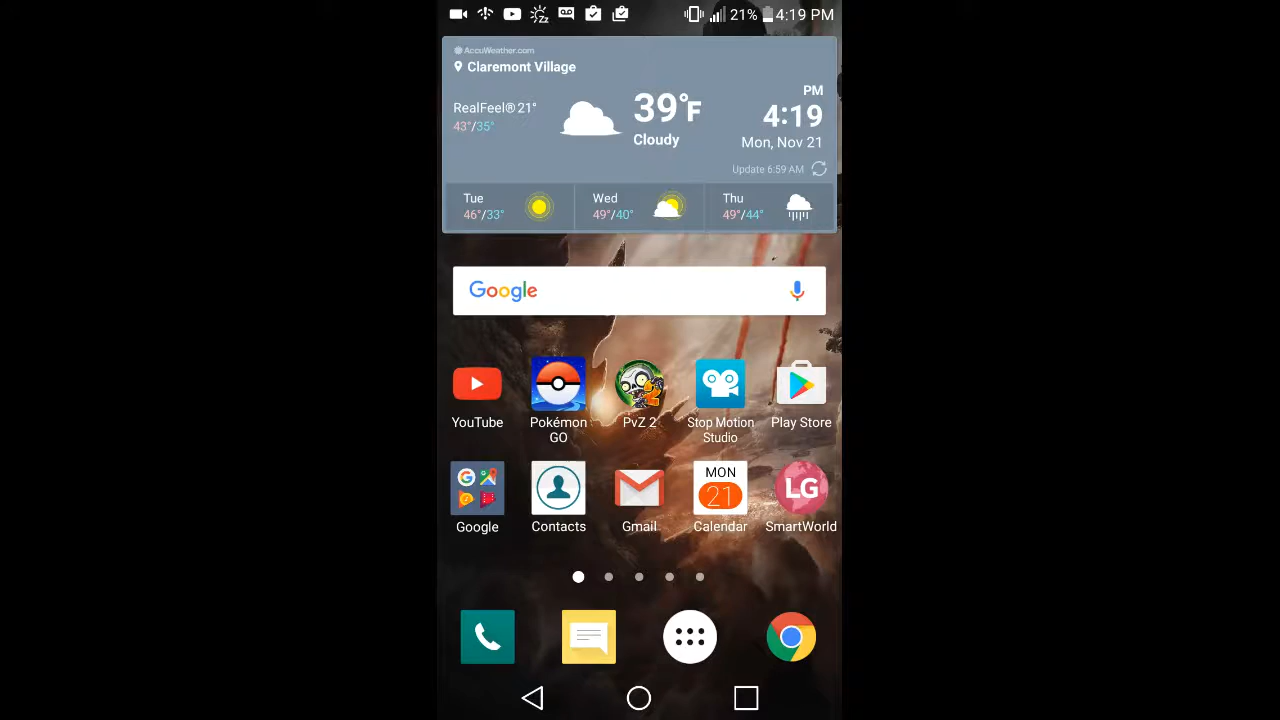 21% 4:19 PM
AccuWeather.com
Claremont Village
RealFeel® 21°
43°/35°
39°F
Cloudy
PM
4:19
Mon, Nov 21
Update 6:59 AM
Tue
46°/33°
Wed
49°/40°
Thu
49°/44°
Google
YouTube
Pokémon
GO
PvZ 2
Stop Motion
Studio
Play Store
MON
21
LG
Google
Contacts
Gmail
Calendar
SmartWorld